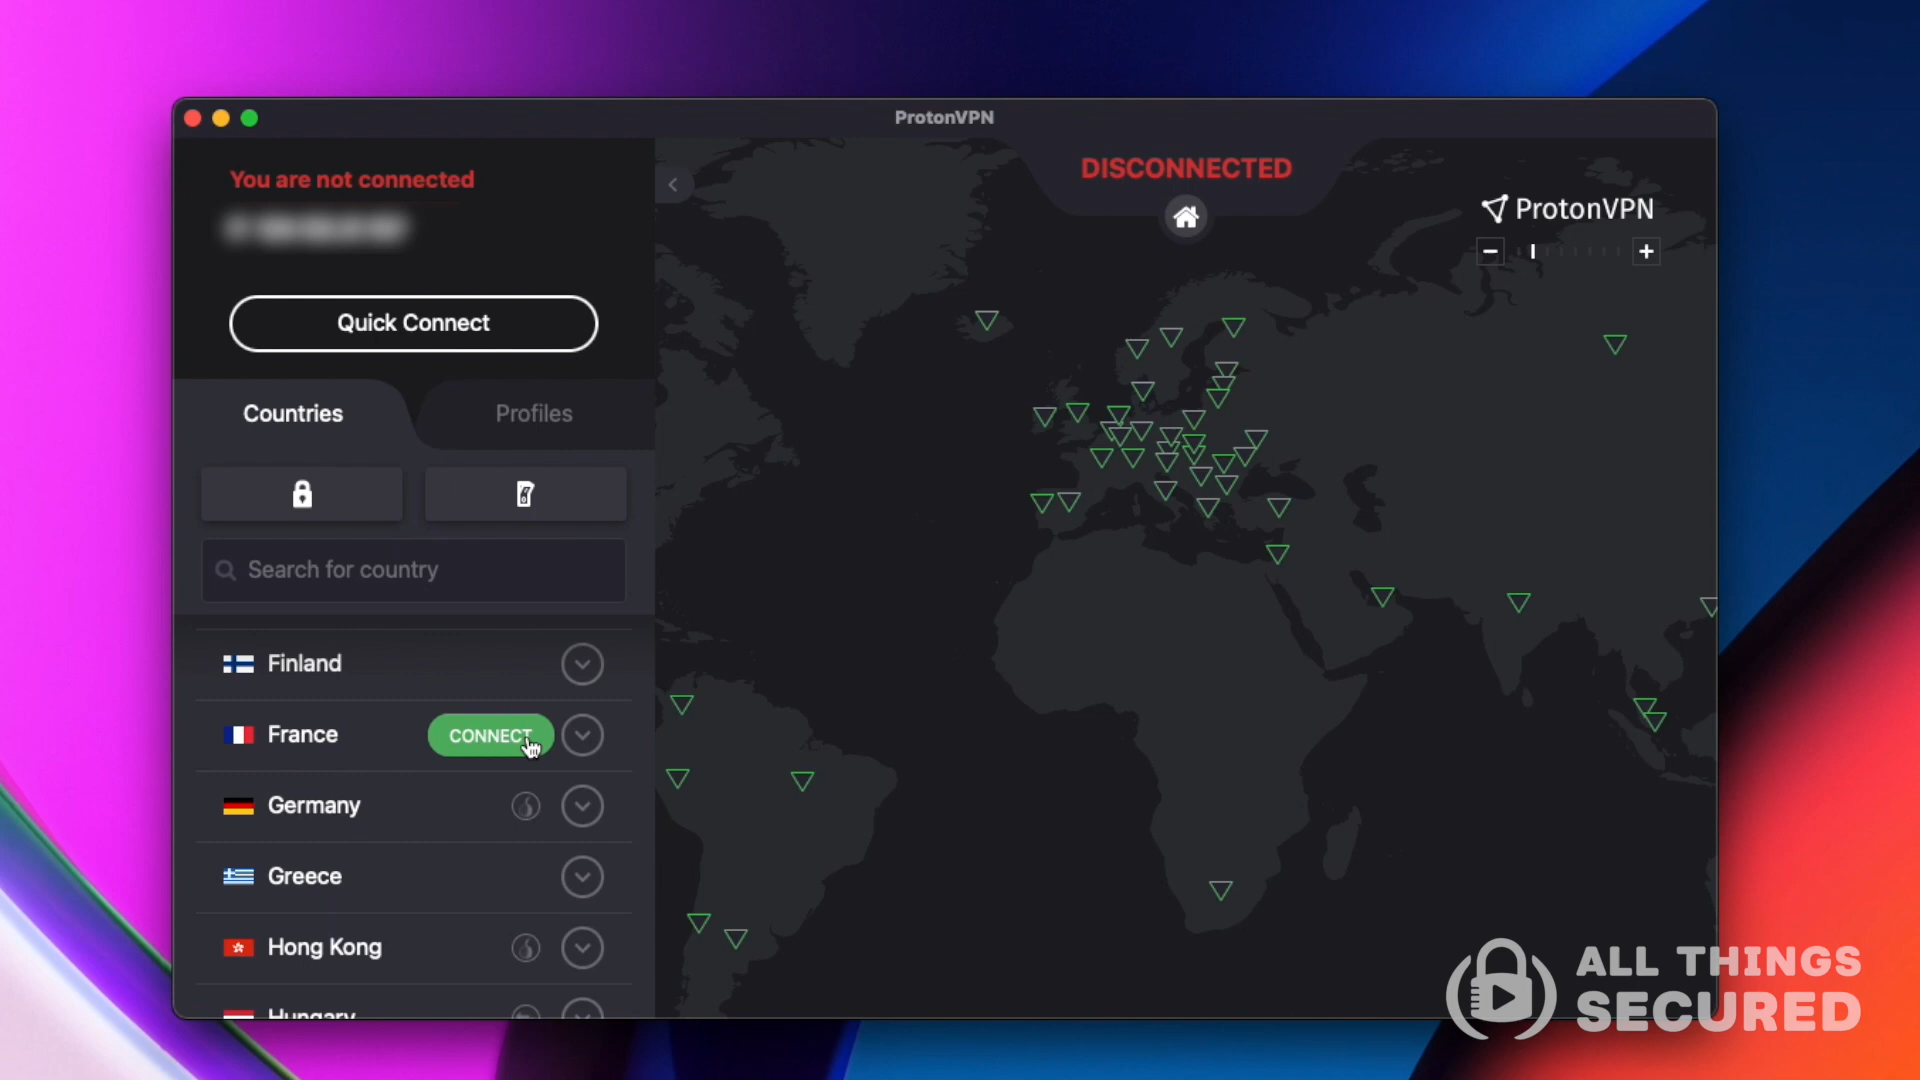 ProtonVPN
You are not connected
DISCONNECTED
ProtonVPN
Quick Connect
Countries
Profiles
Search for country
Finland
France
CONNECT
Germany
Greece
Hong Kong
Hungary
ALL THINGS
SECURED